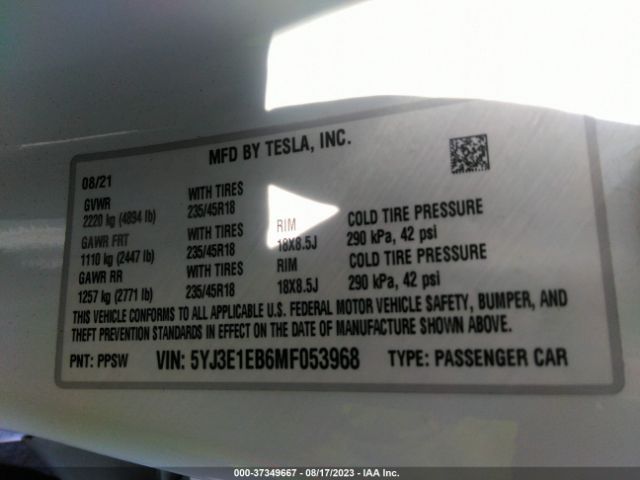 MFD BY TESLA, INC.
08/21
GVWR WITH TIRES
2220 kg (4894 lb) 235/45R18 RIM COLD TIRE PRESSURE
GAWR FRT WITH TIRES 18X8.5J 290 kPa, 42 psi
1110 kg (2447 lb) 235/45R18 RIM COLD TIRE PRESSURE
GAWR RR WITH TIRES 18X8.5J 290 kPa, 42 psi
1257 kg (2771 lb) 235/45R18
THIS VEHICLE CONFORMS TO ALL APPLICABLE U.S. FEDERAL MOTOR VEHICLE SAFETY, BUMPER, AND
THEFT PREVENTION STANDARDS IN EFFECT ON THE DATE OF MANUFACTURE SHOWN ABOVE.
PNT: PPSW VIN: 5YJ3E1EB6MF053968 TYPE: PASSENGER CAR
000-37349667 - 08/17/2023 - IAA Inc.